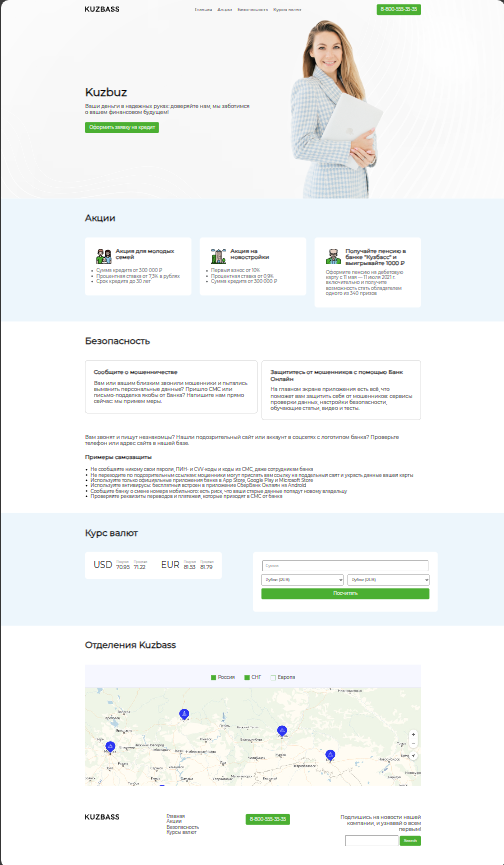 KUZBASS
Главная Акции Безопасность Курсы валют
8-800-555-35-35
Kuzbuz
Ваши деньги в надежных руках: доверяйте нам, мы заботимся
о вашем финансовом будущем!
Оформить заявку на кредит
Акции
Акция для молодых
семей
Сумма кредита от 300 000 ₽
Процентная ставка от 7,3% в рублях
Срок кредита до 30 лет
Акция на
новостройки
Первый взнос от 10%
Процентная ставка от 0,9%
Сумма кредита от 300 000 ₽
Получайте пенсию в
банке "Кузбасс" и
выигрывайте 1000 ₽
Оформите пенсию на дебетовую
карту с 11 мая — 11 июля 2021 г.
включительно и получите
возможность стать обладателем
одного из 340 призов
Безопасность
Сообщите о мошенничестве
Вам или вашим близким звонили мошенники и пытались
выманить персональные данные? Пришло СМС или
письмо-подделка якобы от Банка? Напишите нам прямо
сейчас: мы примем меры.
Защититесь от мошенников с помощью Банк
Онлайн
На главном экране приложения есть всё, что
поможет вам защитить себя от мошенников: сервисы
проверки данных, настройки безопасности,
обучающие статьи, видео и тесты.
Вам звонят и пишут незнакомцы? Нашли подозрительный сайт или аккаунт в соцсетях с логотипом банка? Проверьте
телефон или адрес сайта в нашей базе.
Примеры самозащиты
Не сообщайте никому свои пароли, ПИН- и CVV-коды и коды из СМС, даже сотрудникам банка
Не переходите по подозрительным ссылкам: мошенники могут прислать вам ссылку на поддельный сайт и украсть данные вашей карты
Используйте только официальные приложения банка в App Store, Google Play и Microsoft Store
Используйте антивирусы: бесплатный встроен в приложение СберБанк Онлайн на Android
Сообщите банку о смене номера мобильного: есть риск, что ваши старые данные попадут новому владельцу
Проверяйте реквизиты переводов и платежей, которые приходят в СМС от банка
Курс валют
USD
70.95 71.22
EUR
81.53 81.79
Сумма
Рубли (RUB) Рубли (RUB)
Посчитать
Отделения Kuzbass
Россия СНГ Европа
KUZBASS
Главная
Акции
Безопасность
Курсы валют
8-800-555-35-35
Подпишись на новости нашей
компании, и узнавай о всем
первым!